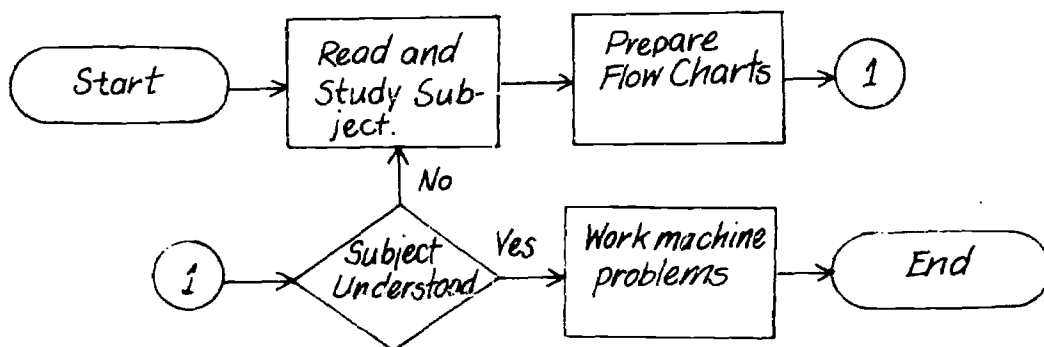 Start
Read and
Study Sub-
ject.
Prepare
Flow Charts
1
No
1
Subject
Understand
Yes
Work machine
problems
End